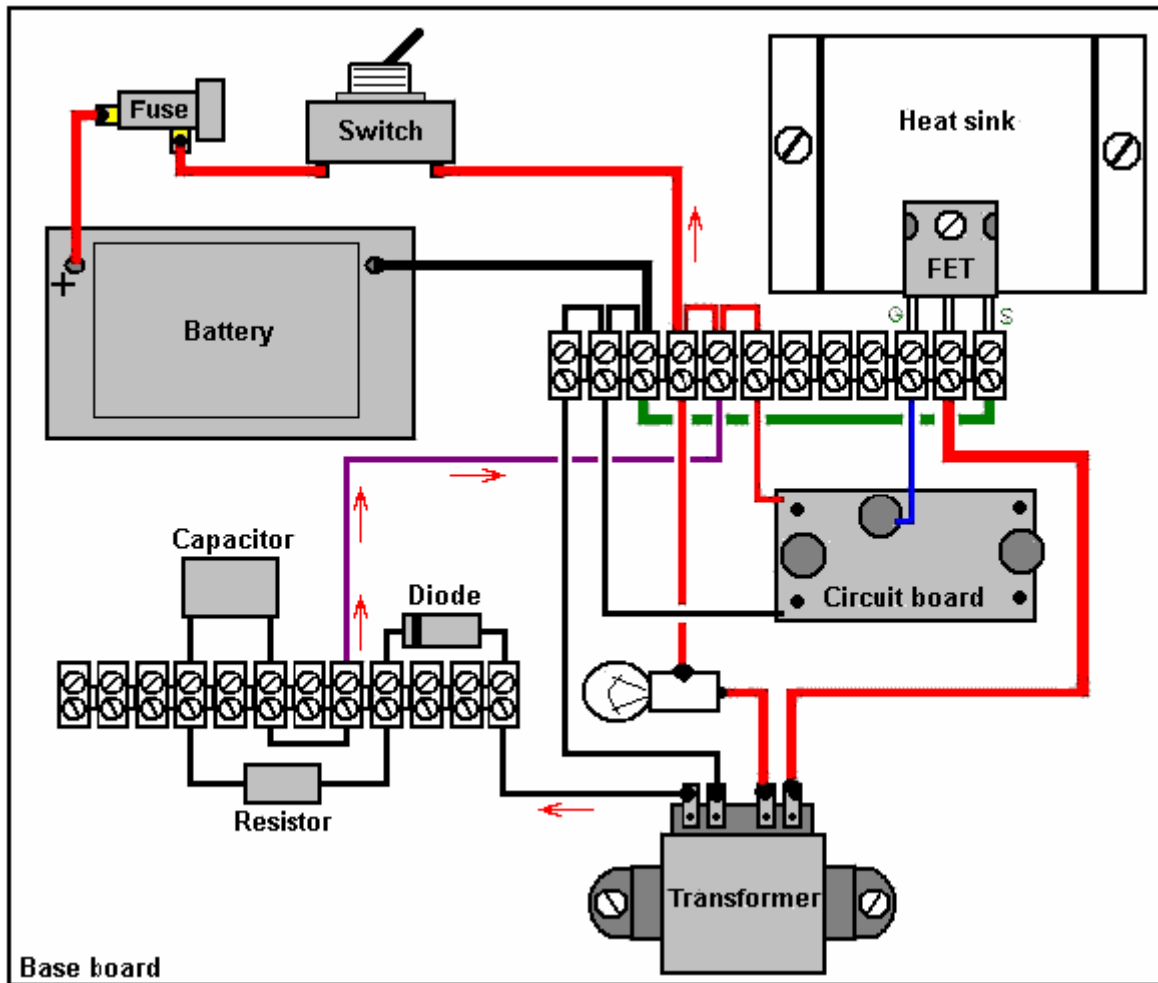 Fuse
Switch
Heat sink
FET
+
Battery
G
S
Capacitor
Diode
Circuit board
Resistor
Transformer
Base board